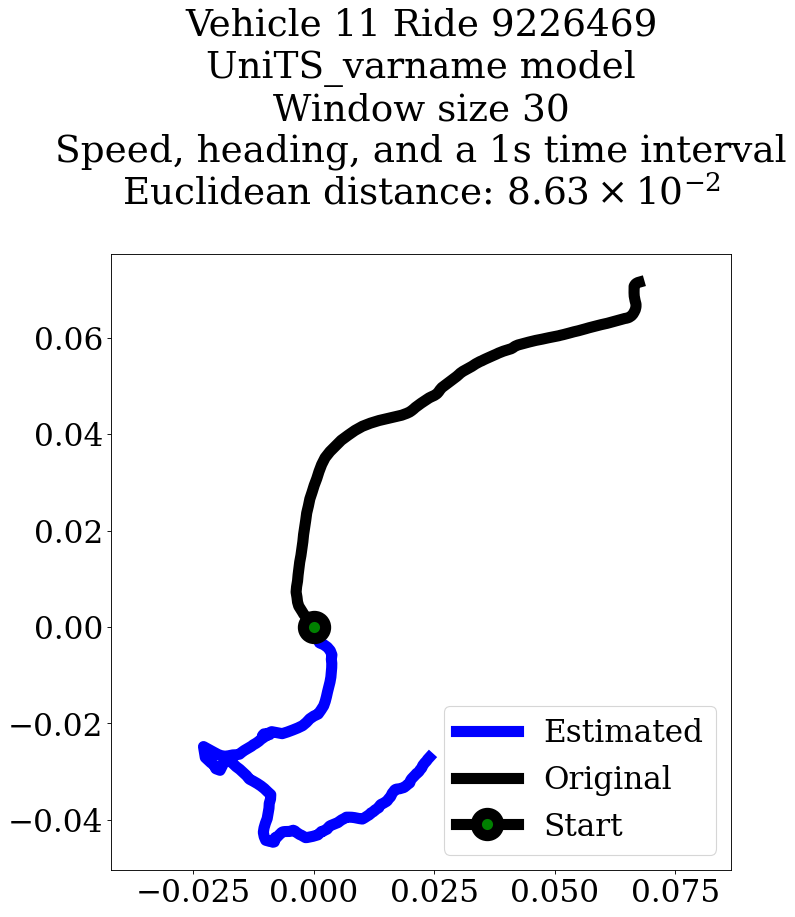 Vehicle 11 Ride 9226469
UniTS_varname model
Window size 30
Speed, heading, and a 1s time interval
Euclidean distance: 8.63 × 10⁻²
0.06
0.04
0.02
0.00
−0.02
−0.04
Estimated
Original
Start
−0.025 0.000 0.025 0.050 0.075